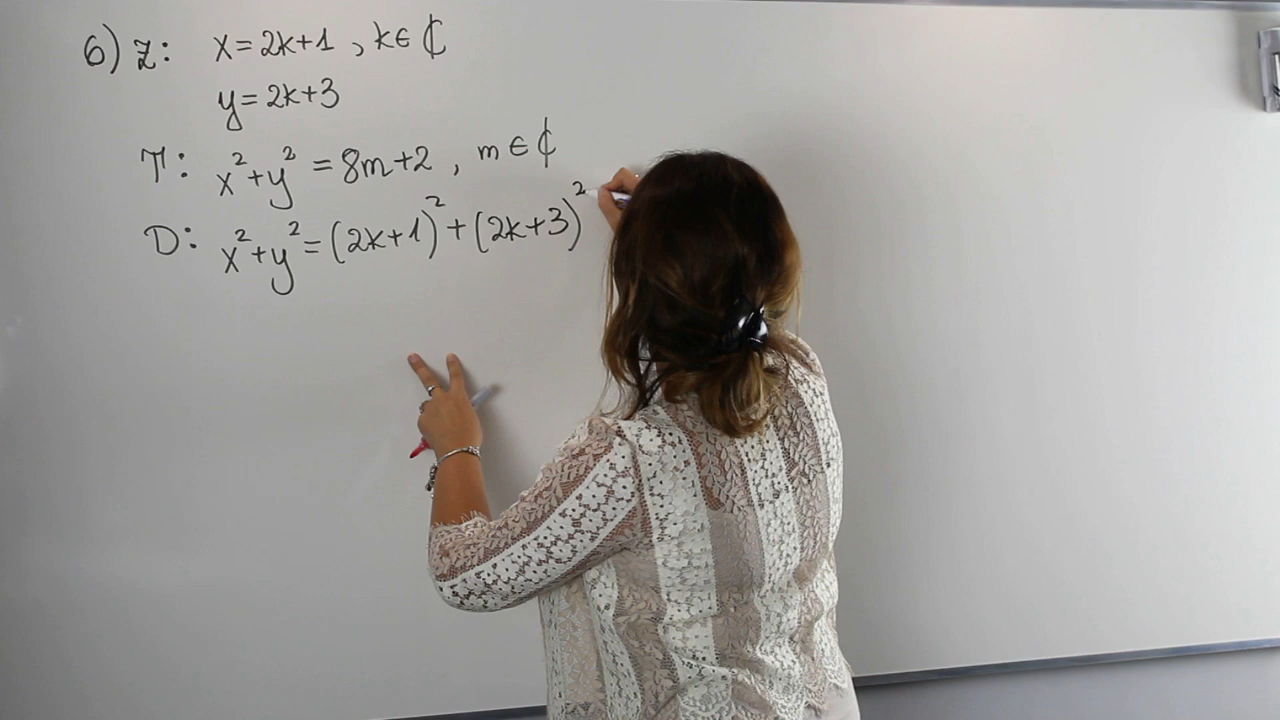 6) Z: x=2k+1 , k∈ ₵
y=2k+3
T: x²+y² = 8m+2 , m ∈ ₵
D: x²+y² = (2k+1)² + (2k+3)²